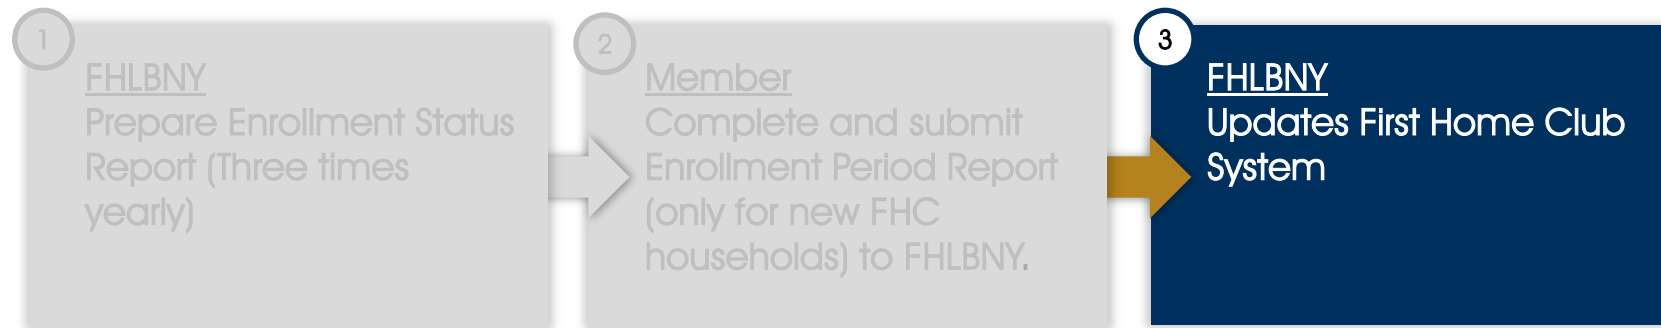 1
FHLBNY
Prepare Enrollment Status
Report (Three times
yearly)
2
Member
Complete and submit
Enrollment Period Report
(only for new FHC
households) to FHLBNY.
3
FHLBNY
Updates First Home Club
System